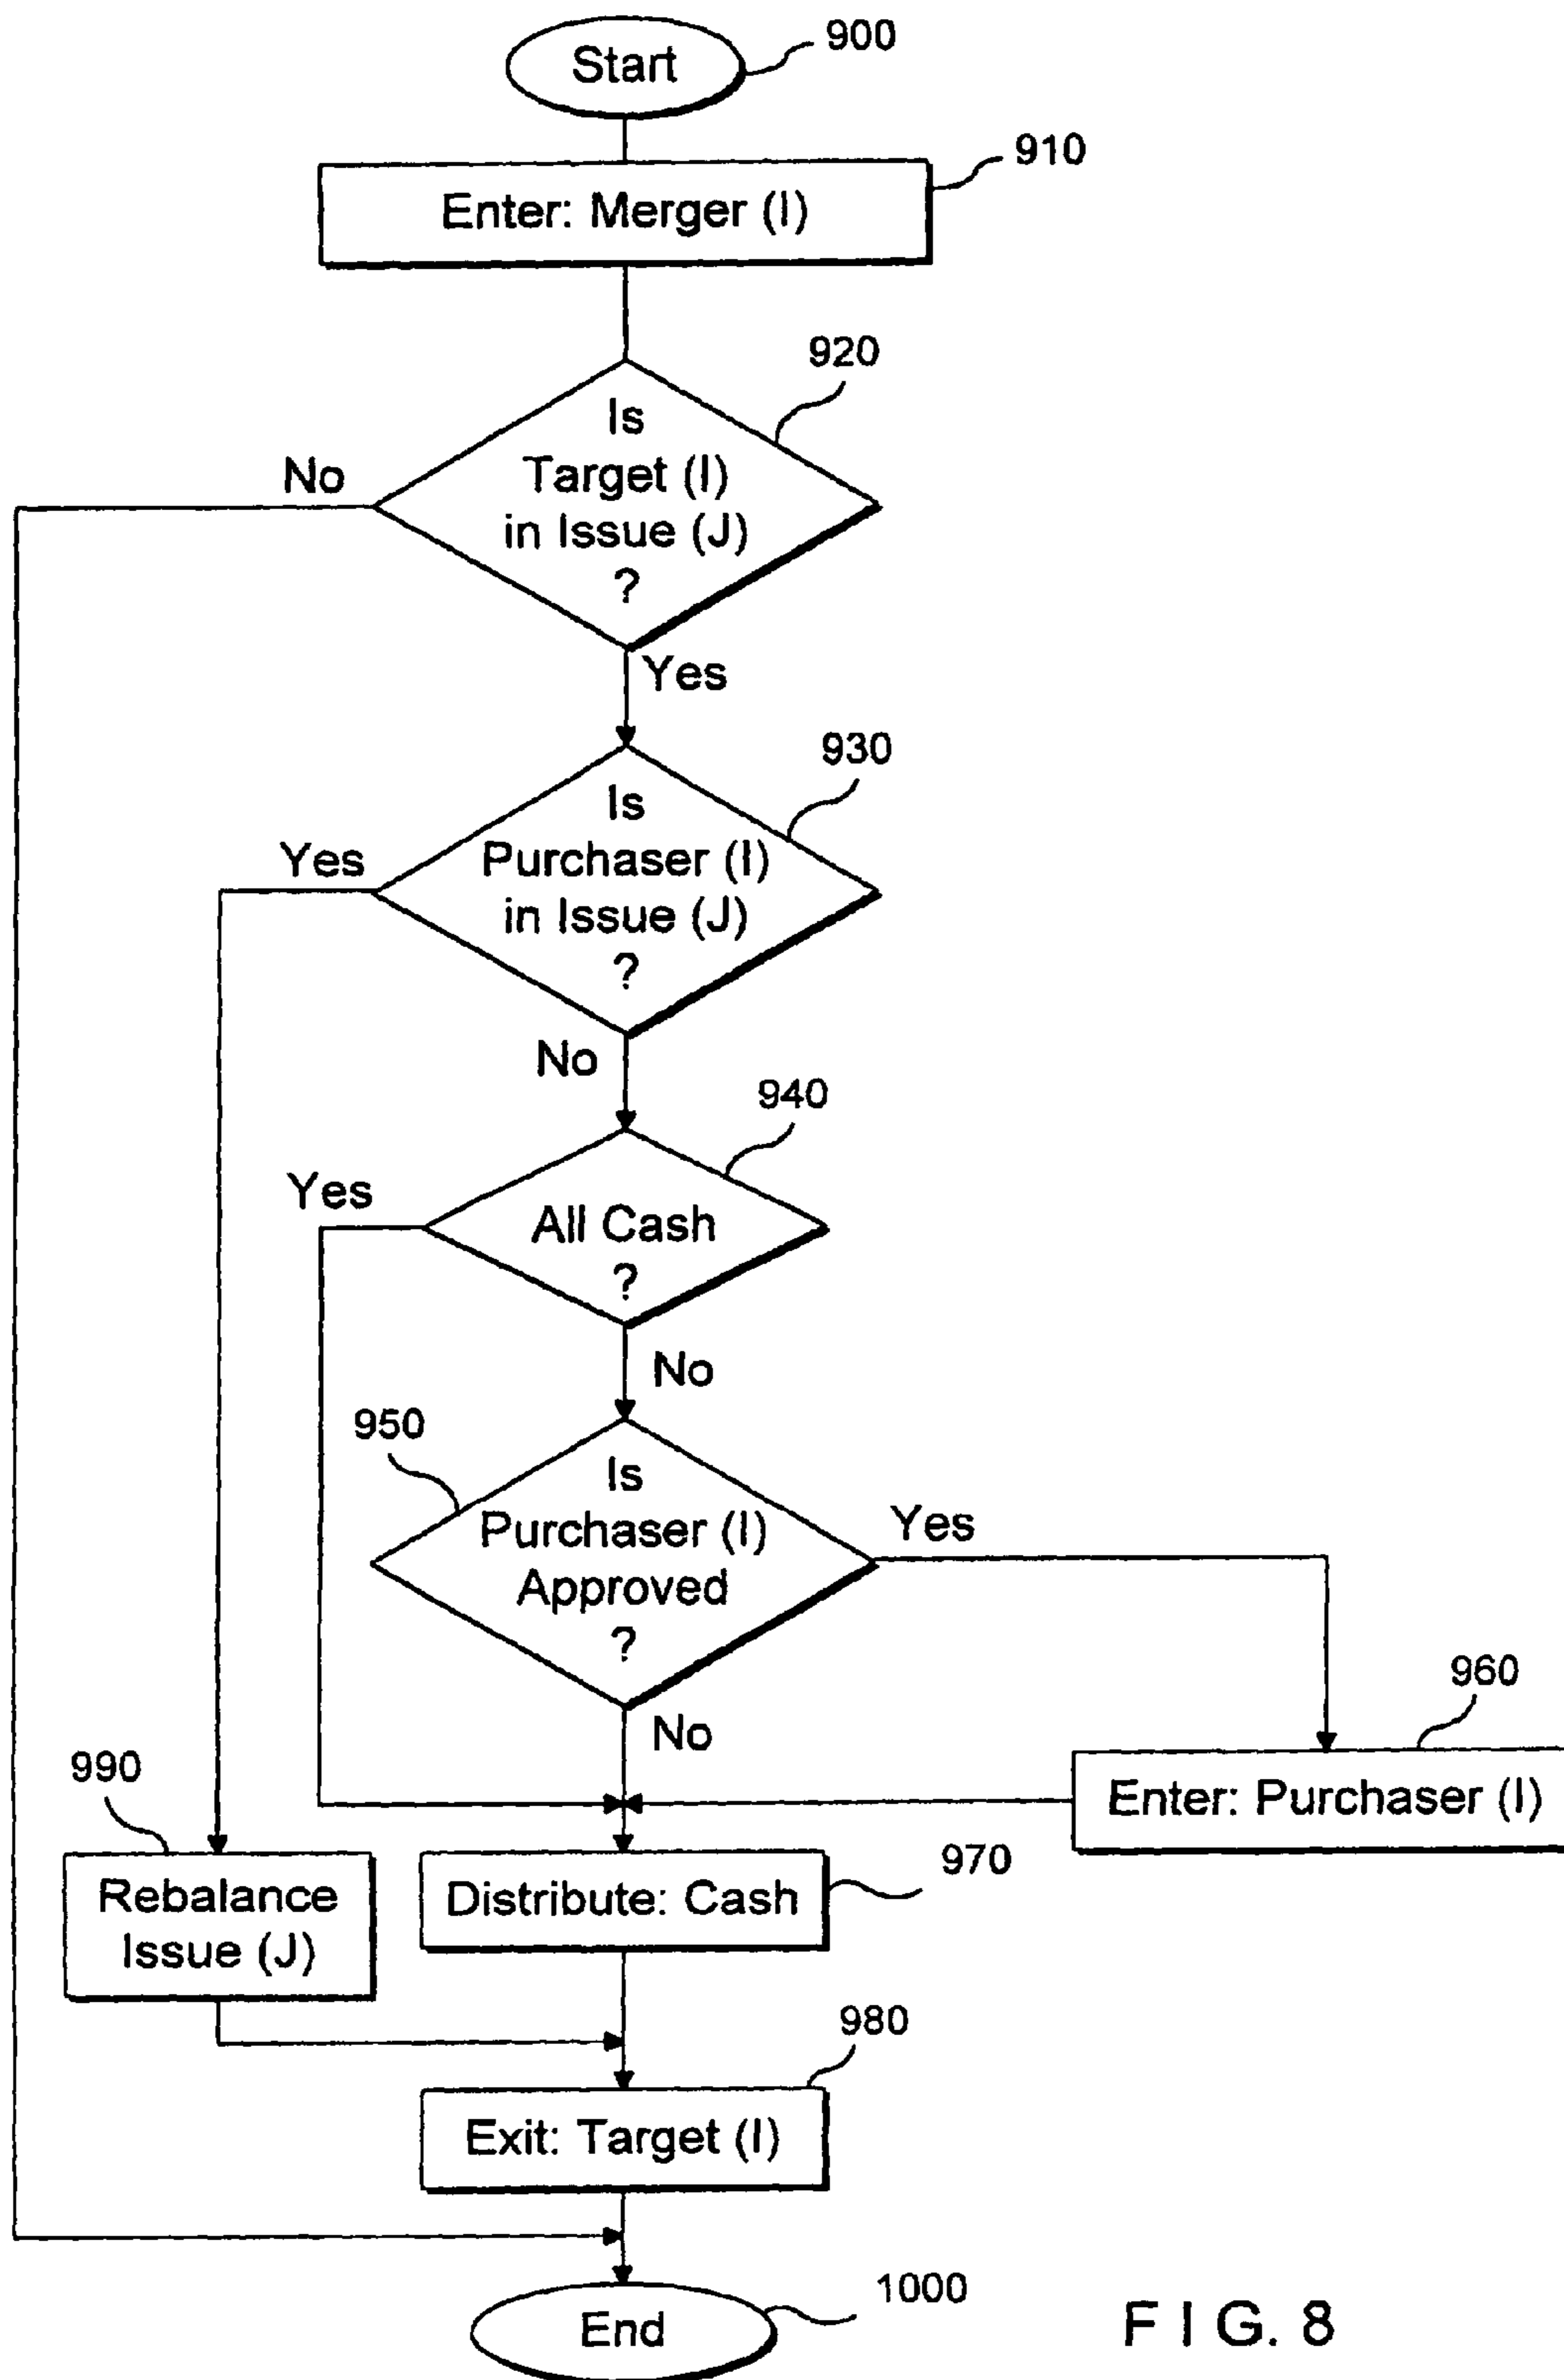 Start
900
910
Enter: Merger (I)
920
Is
Target (I)
in Issue (J)
?
No
Yes
930
Is
Purchaser (I)
in Issue (J)
?
Yes
No
940
All Cash
?
Yes
No
950
Is
Purchaser (I)
Approved
?
Yes
No
960
Enter: Purchaser (I)
990
Rebalance
Issue (J)
970
Distribute: Cash
980
Exit: Target (I)
1000
End
FIG. 8